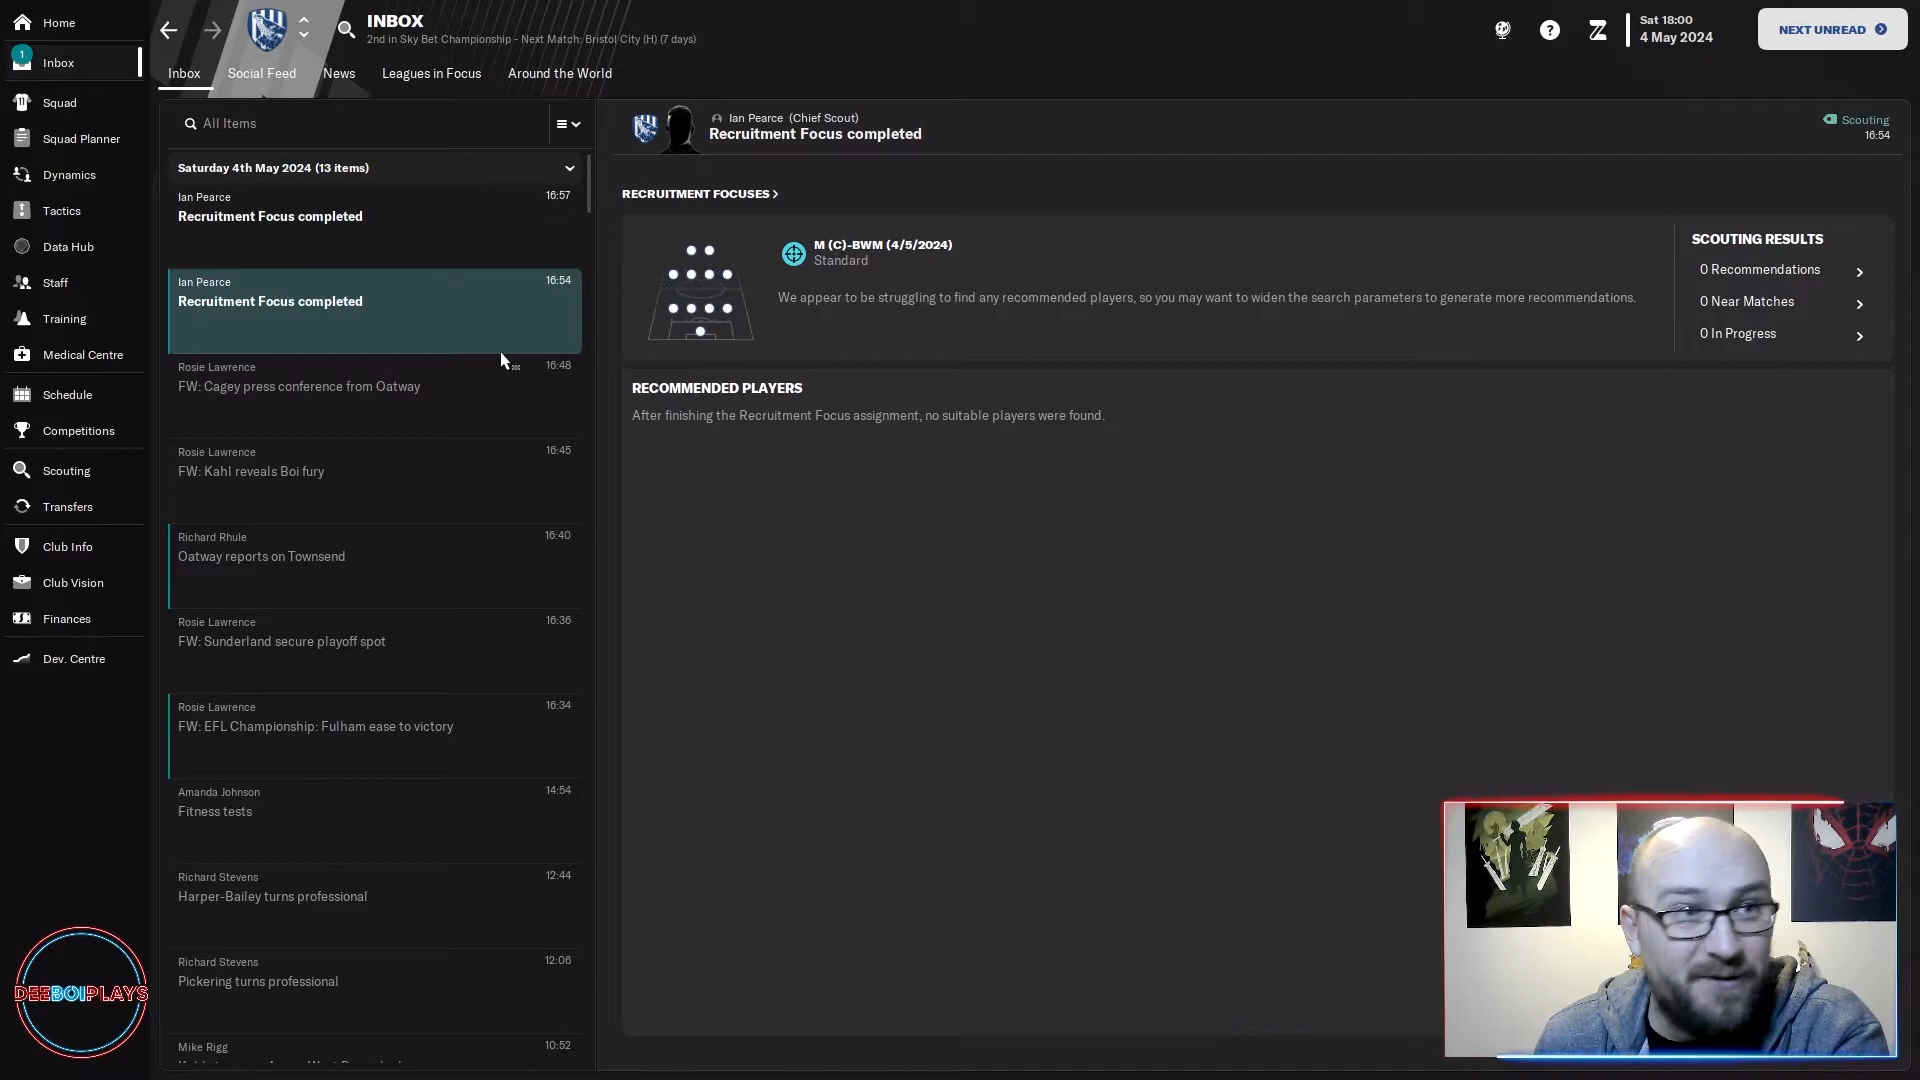 Home
1
Inbox
Squad
Squad Planner
Dynamics
Tactics
Data Hub
Staff
Training
Medical Centre
Schedule
Competitions
Scouting
Transfers
Club Info
Club Vision
Finances
Dev. Centre
DEEBOIPLAYS
INBOX
2nd in Sky Bet Championship - Next Match: Bristol City (H) (7 days)
Sat 18:00
4 May 2024
NEXT UNREAD
Inbox
Social Feed
News
Leagues in Focus
Around the World
All Items
Saturday 4th May 2024 (13 items)
Ian Pearce 16:57
Recruitment Focus completed
Ian Pearce 16:54
Recruitment Focus completed
Rosie Lawrence 16:48
FW: Cagey press conference from Oatway
Rosie Lawrence 16:45
FW: Kahl reveals Boi fury
Richard Rhule 16:40
Oatway reports on Townsend
Rosie Lawrence 16:36
FW: Sunderland secure playoff spot
Rosie Lawrence 16:34
FW: EFL Championship: Fulham ease to victory
Amanda Johnson 14:54
Fitness tests
Richard Stevens 12:44
Harper-Bailey turns professional
Richard Stevens 12:06
Pickering turns professional
Mike Rigg 10:52
Ian Pearce (Chief Scout)
Recruitment Focus completed
Scouting
16:54
RECRUITMENT FOCUSES
M (C)-BWM (4/5/2024)
Standard
We appear to be struggling to find any recommended players, so you may want to widen the search parameters to generate more recommendations.
SCOUTING RESULTS
0 Recommendations
0 Near Matches
0 In Progress
RECOMMENDED PLAYERS
After finishing the Recruitment Focus assignment, no suitable players were found.